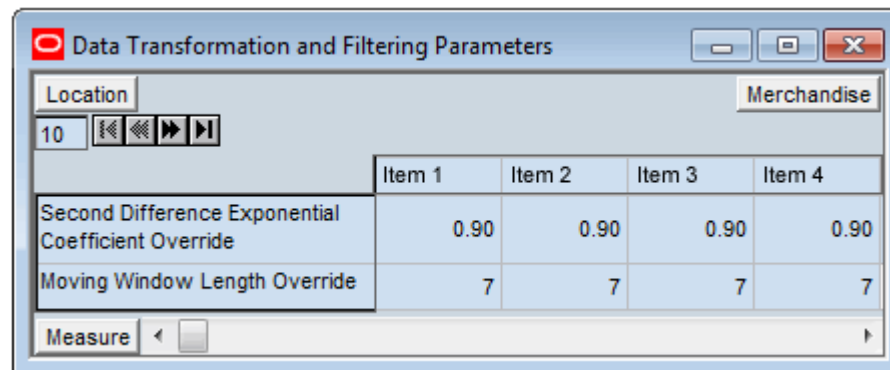 Data Transformation and Filtering Parameters
Location
Merchandise
10
Item 1 Item 2 Item 3 Item 4
Second Difference Exponential
Coefficient Override 0.90 0.90 0.90 0.90
Moving Window Length Override 7 7 7 7
Measure